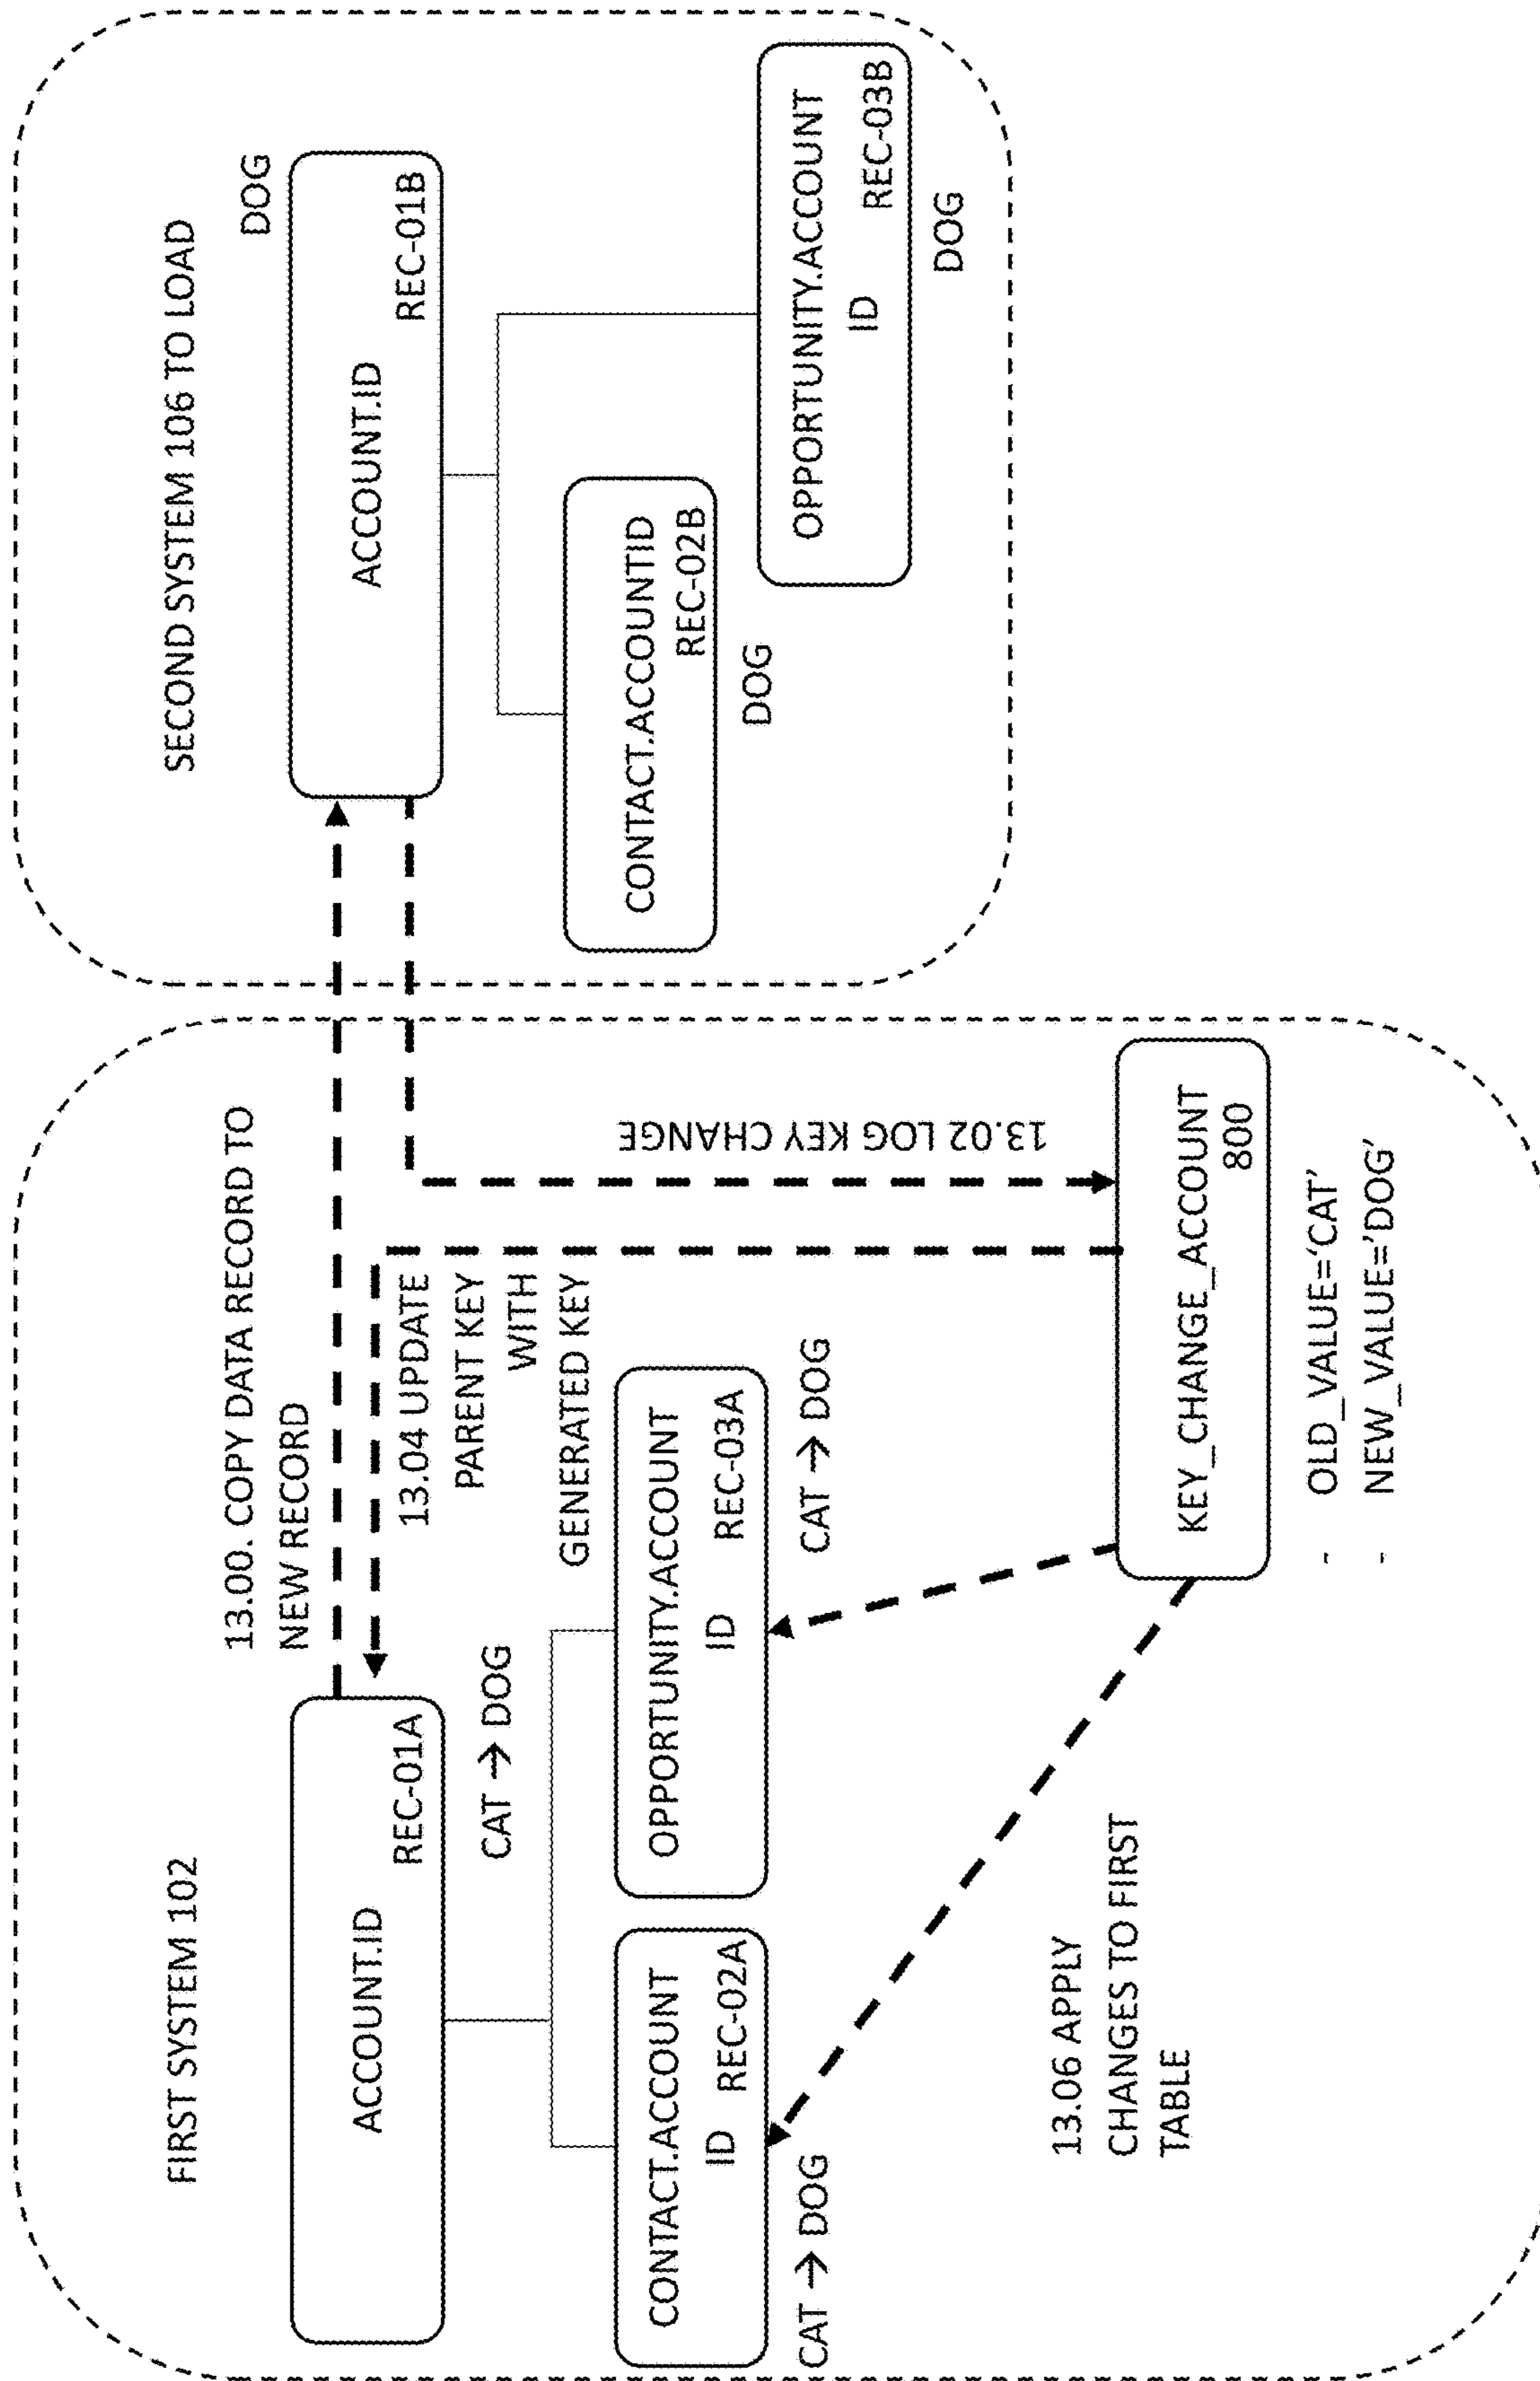 FIRST SYSTEM 102
ACCOUNT.ID
REC-01A
CAT → DOG
CONTACT.ACCOUNT
ID REC-02A
CAT → DOG
OPPORTUNITY.ACCOUNT
ID REC-03A
CAT → DOG
13.00. COPY DATA RECORD TO
NEW RECORD
13.04 UPDATE
PARENT KEY
WITH
GENERATED KEY
13.02 LOG KEY CHANGE
13.06 APPLY
CHANGES TO FIRST
TABLE
KEY_CHANGE_ACCOUNT
800
- OLD_VALUE=‘CAT’
- NEW_VALUE=’DOG’
SECOND SYSTEM 106 TO LOAD
DOG
ACCOUNT.ID
REC-01B
CONTACT.ACCOUNTID
REC-02B
DOG
OPPORTUNITY.ACCOUNT
ID REC-03B
DOG